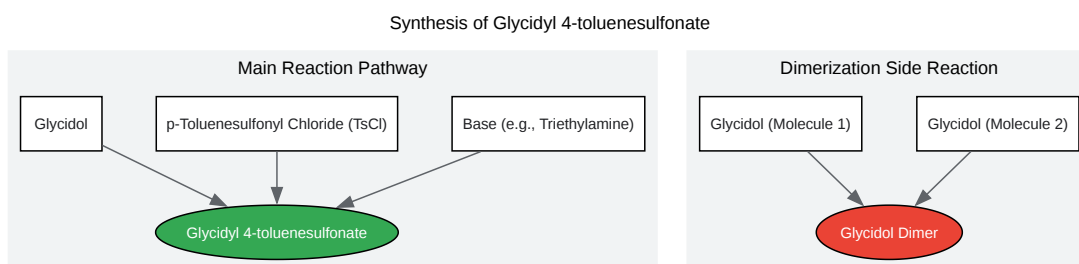 Synthesis of Glycidyl 4-toluenesulfonate
Main Reaction Pathway
Glycidol
p-Toluenesulfonyl Chloride (TsCl)
Base (e.g., Triethylamine)
Glycidyl 4-toluenesulfonate
Dimerization Side Reaction
Glycidol (Molecule 1)
Glycidol (Molecule 2)
Glycidol Dimer